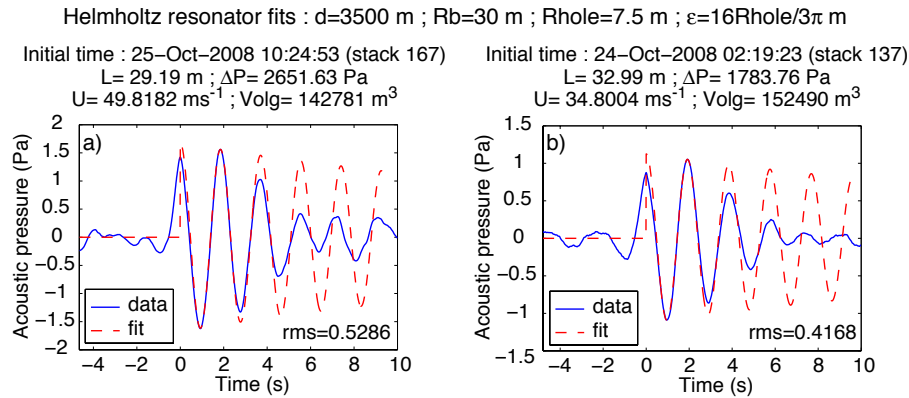 Helmholtz resonator fits : d=3500 m ; Rb=30 m ; Rhole=7.5 m ; ε=16Rhole/3π m
Initial time : 25-Oct-2008 10:24:53 (stack 167)
L= 29.19 m ; ΔP= 2651.63 Pa
U= 49.8182 ms⁻¹ ; Volg= 142781 m³
a)
Acoustic pressure (Pa)
2
1.5
1
0.5
0
−0.5
−1
−1.5
−2
data
fit
rms=0.5286
−4 −2 0 2 4 6 8 10
Time (s)
Initial time : 24-Oct-2008 02:19:23 (stack 137)
L= 32.99 m ; ΔP= 1783.76 Pa
U= 34.8004 ms⁻¹ ; Volg= 152490 m³
b)
Acoustic pressure (Pa)
1.5
1
0.5
0
−0.5
−1
−1.5
data
fit
rms=0.4168
−4 −2 0 2 4 6 8 10
Time (s)